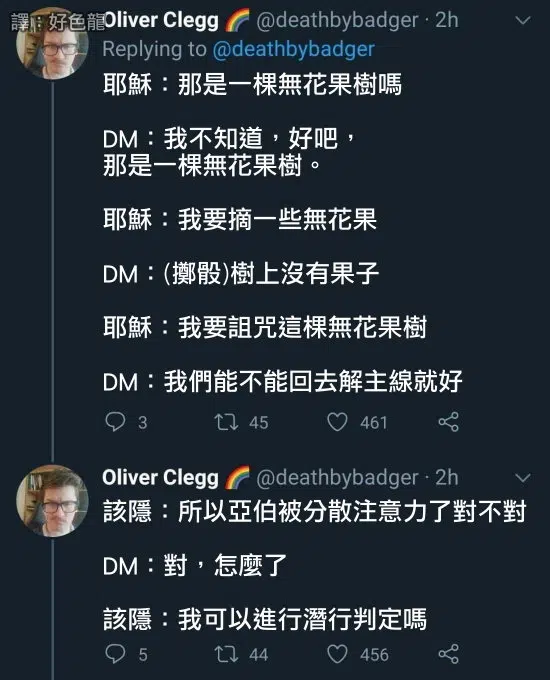 譯:好色龍
Oliver Clegg 🌈 @deathbybadger · 2h
Replying to @deathbybadger
耶穌：那是一棵無花果樹嗎
DM：我不知道，好吧，
那是一棵無花果樹。
耶穌：我要摘一些無花果
DM：(擲骰)樹上沒有果子
耶穌：我要詛咒這棵無花果樹
DM：我們能不能回去解主線就好
3 45 461
Oliver Clegg 🌈 @deathbybadger · 2h
該隱：所以亞伯被分散注意力了對不對
DM：對，怎麼了
該隱：我可以進行潛行判定嗎
5 44 456